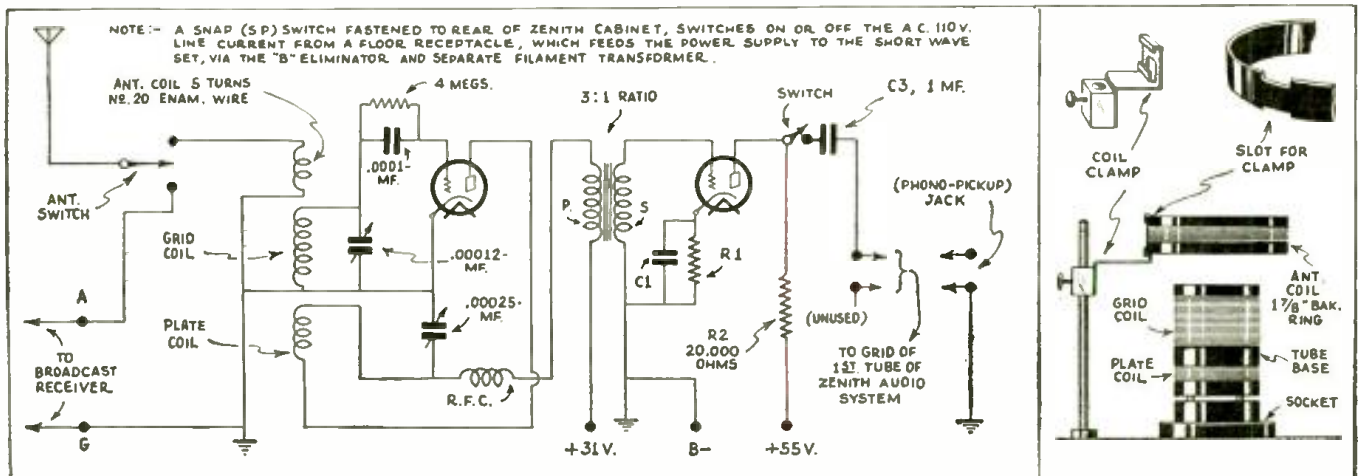 NOTE:- A SNAP (S P) SWITCH FASTENED TO REAR OF ZENITH CABINET, SWITCHES ON OR OFF THE A C. 110 V.
LINE CURRENT FROM A FLOOR RECEPTACLE, WHICH FEEDS THE POWER SUPPLY TO THE SHORT WAVE
SET, VIA THE "B" ELIMINATOR AND SEPARATE FILAMENT TRANSFORMER.
ANT. COIL 5 TURNS
No. 20 ENAM. WIRE
4 MEGS.
3:1 RATIO
SWITCH
C3, 1 MF.
.0001-
MF.
ANT.
SWITCH
GRID
COIL
.00012-
MF.
P.
S
C1
R1
(PHONO-PICKUP)
JACK
A
PLATE
COIL
.00025-
MF.
R2
20,000
OHMS
(UNUSED)
TO
BROADCAST
RECEIVER
G
R.F.C.
TO GRID OF
1ST. TUBE OF
ZENITH AUDIO
SYSTEM
+31V.
B-
+55V.
COIL
CLAMP
SLOT FOR
CLAMP
ANT.
COIL
1 7/8" BAK.
RING
GRID
COIL
PLATE
COIL
TUBE
BASE
SOCKET